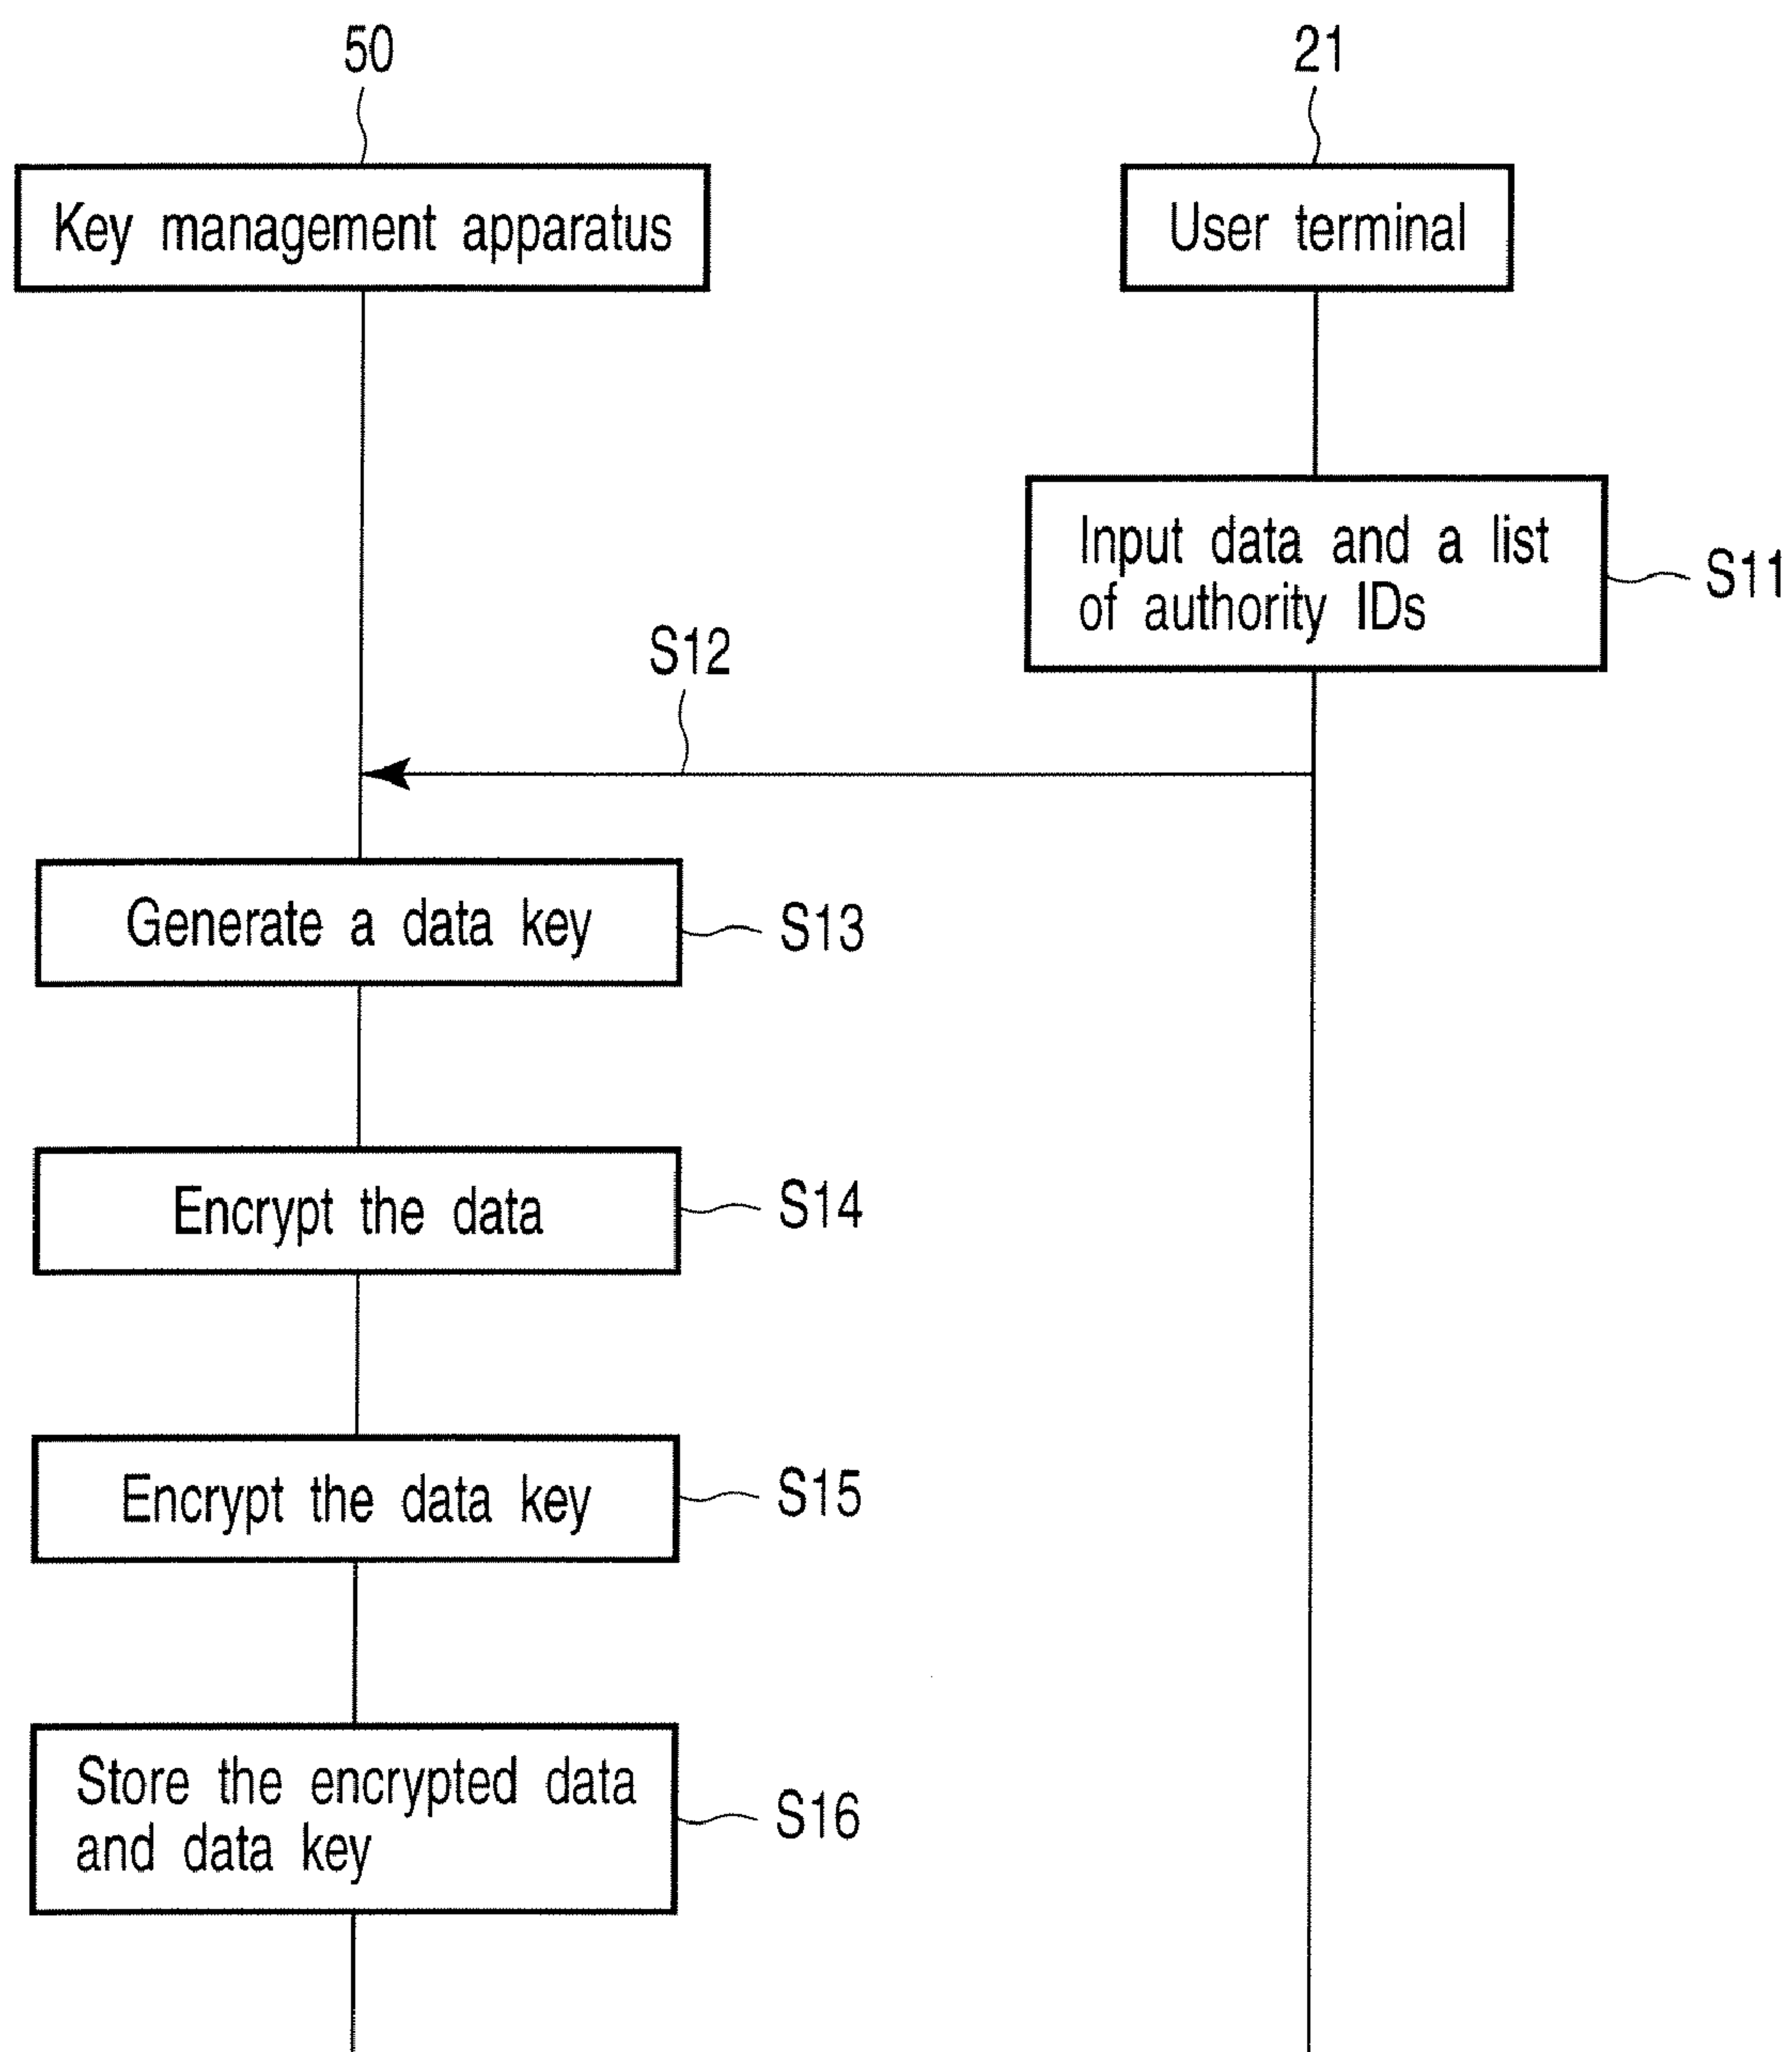 50
21
Key management apparatus
User terminal
Input data and a list
of authority IDs
S11
S12
Generate a data key
S13
Encrypt the data
S14
Encrypt the data key
S15
Store the encrypted data
and data key
S16